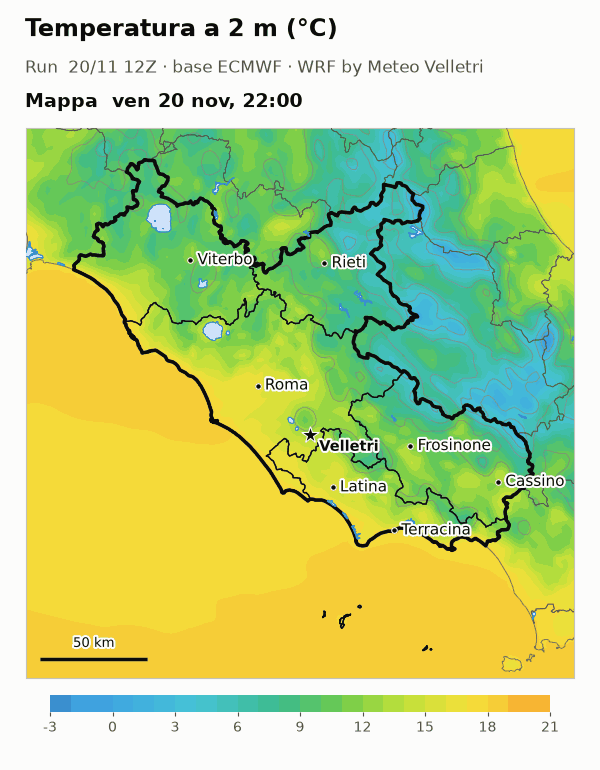 Temperatura a 2 m (°C)
Run  20/11 12Z · base ECMWF · WRF by Meteo Velletri
Mappa  ven 20 nov, 22:00
Viterbo
Rieti
Roma
Velletri
Frosinone
Latina
Cassino
Terracina
50 km
-3 0 3 6 9 12 15 18 21